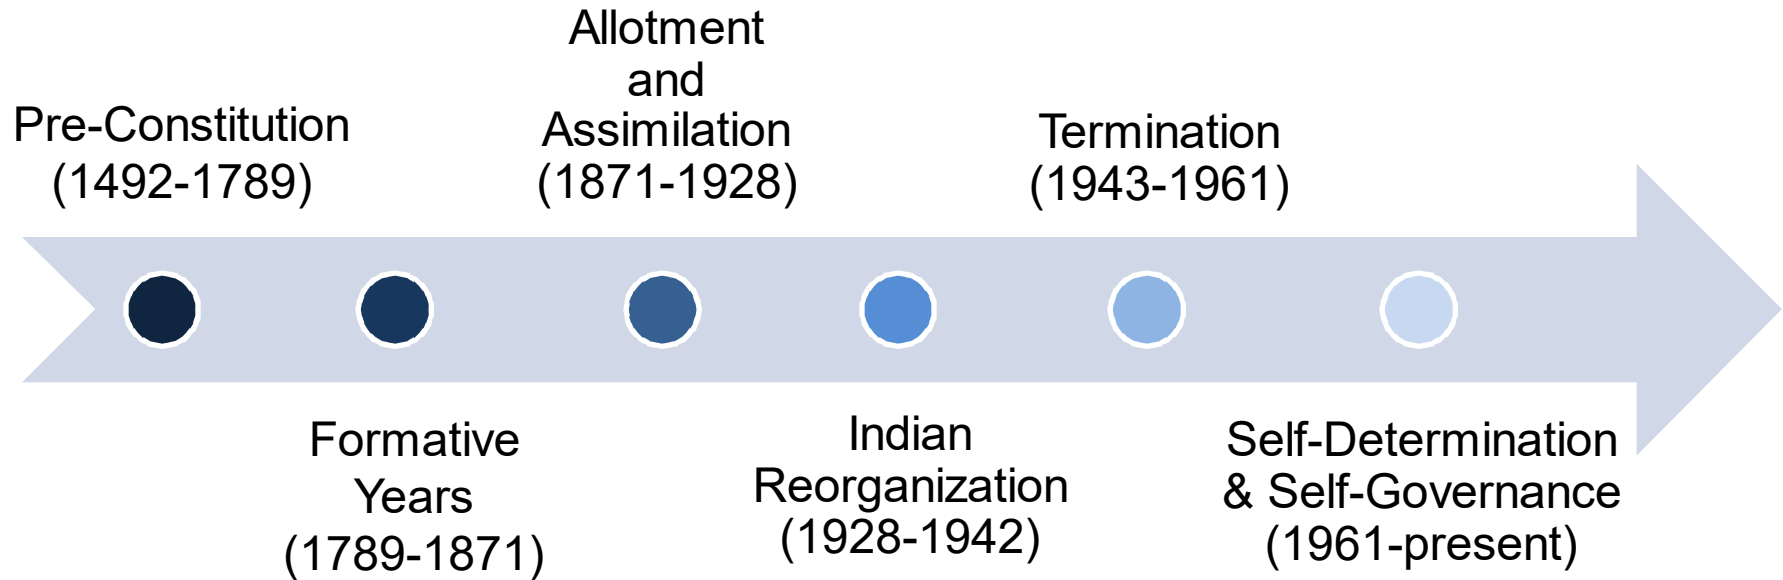 Pre-Constitution
(1492-1789)
Formative
Years
(1789-1871)
Allotment
and
Assimilation
(1871-1928)
Indian
Reorganization
(1928-1942)
Termination
(1943-1961)
Self-Determination
& Self-Governance
(1961-present)